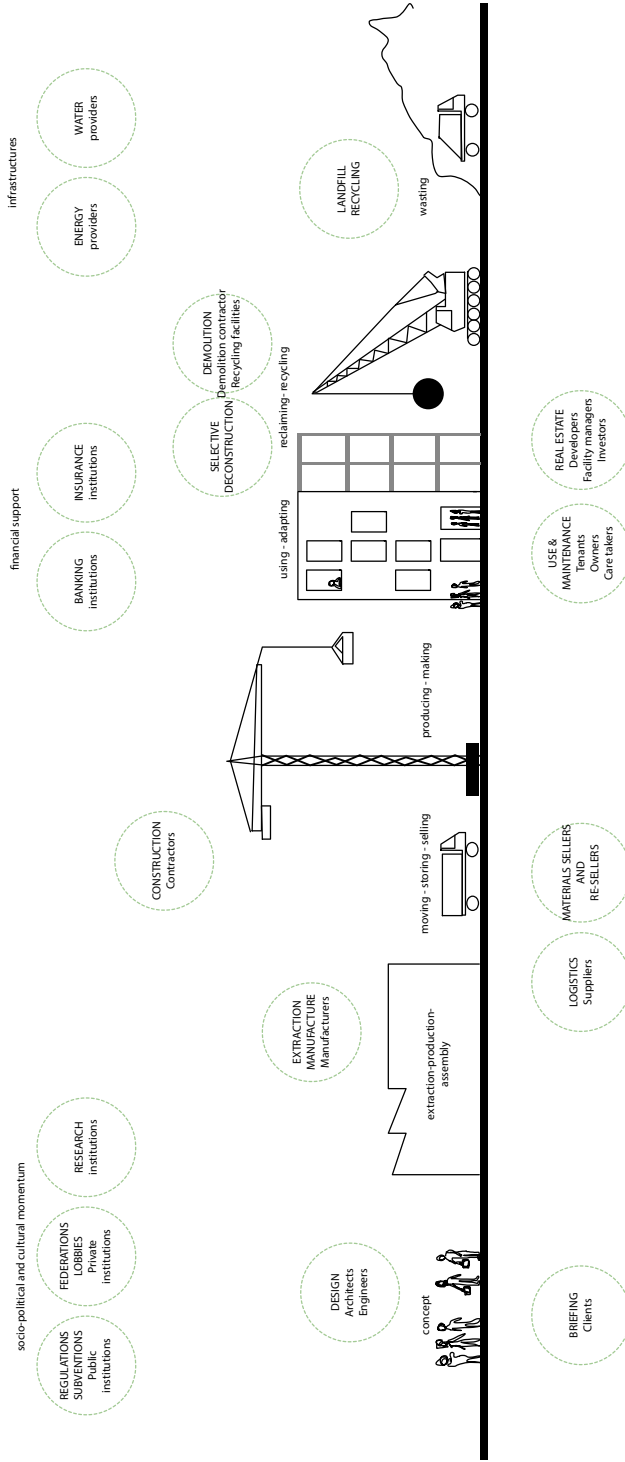 socio-political and cultural momentum
REGULATIONS
SUBVENTIONS
Public
institutions
FEDERATIONS
LOBBIES
Private
institutions
RESEARCH
institutions
financial support
BANKING
institutions
INSURANCE
institutions
infrastructures
ENERGY
providers
WATER
providers
DESIGN
Architects
Engineers
EXTRACTION
MANUFACTURE
Manufacturers
CONSTRUCTION
Contractors
SELECTIVE
DECONSTRUCTION
DEMOLITION
Demolition contractor
Recycling facilities
LANDFILL
RECYCLING
concept
extraction-production-
assembly
moving - storing - selling
producing - making
using - adapting
reclaiming- recycling
wasting
BRIEFING
Clients
LOGISTICS
Suppliers
MATERIALS SELLERS
AND
RE-SELLERS
USE &
MAINTENANCE
Tenants
Owners
Care takers
REAL ESTATE
Developers
Facility managers
Investors